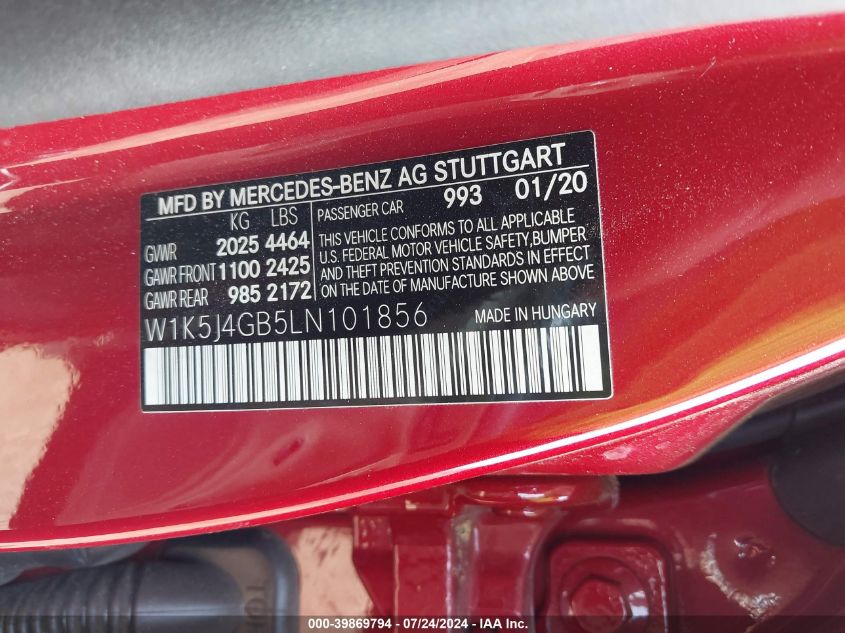 MFD BY MERCEDES-BENZ AG STUTTGART
KG LBS
GVWR 2025 4464
GAWR FRONT 1100 2425
GAWR REAR 985 2172
PASSENGER CAR 993 01/20
THIS VEHICLE CONFORMS TO ALL APPLICABLE
U.S. FEDERAL MOTOR VEHICLE SAFETY, BUMPER
AND THEFT PREVENTION STANDARDS IN EFFECT
ON THE DATE OF MANUFACTURE SHOWN ABOVE
W1K5J4GB5LN101856
MADE IN HUNGARY
000-39869794 - 07/24/2024 - IAA Inc.